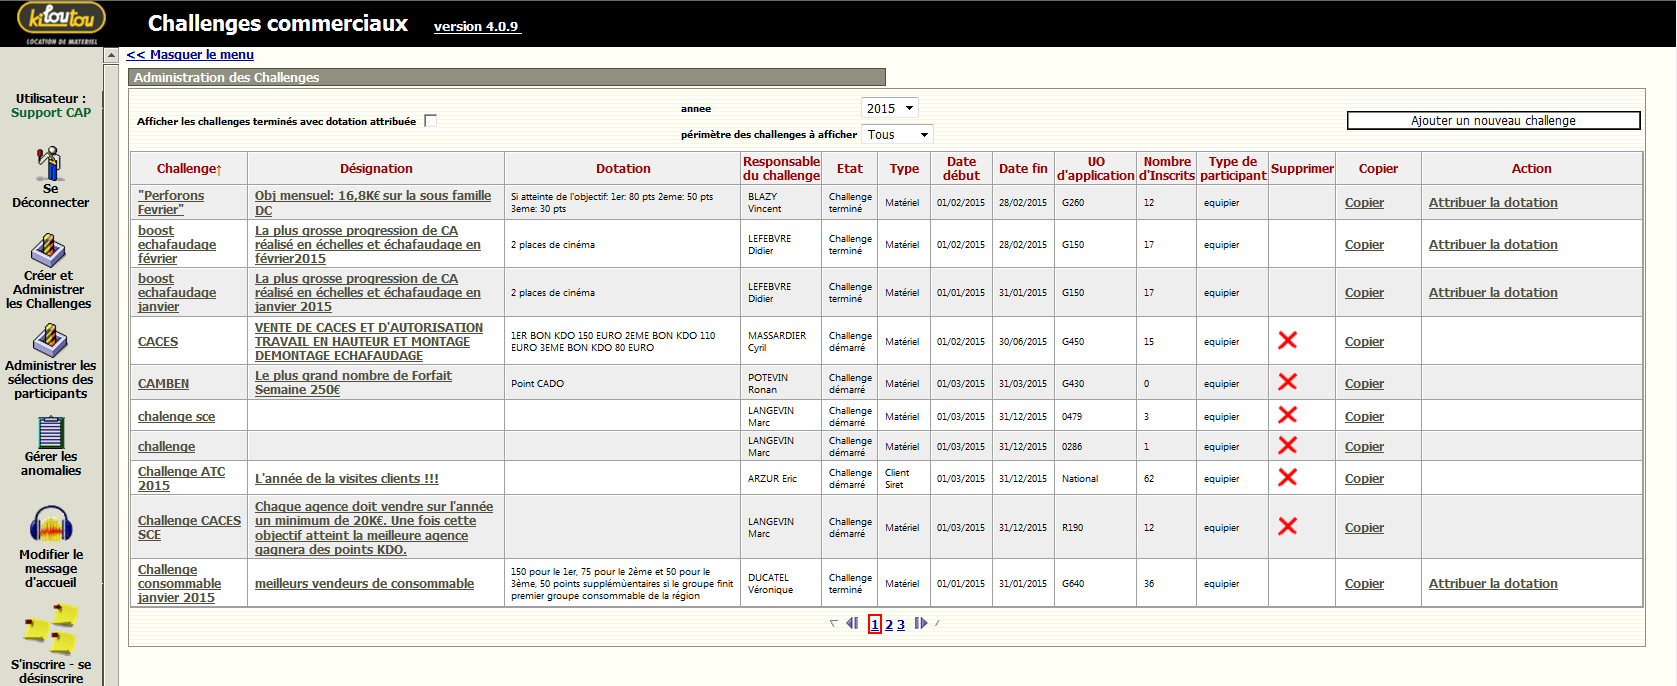 kiloutou
LOCATION DE MATERIEL
Challenges commerciaux
version 4.0.9
<< Masquer le menu
Utilisateur :
Support CAP
Se
Déconnecter
Créer et
Administrer
les Challenges
Administrer les
sélections des
participants
Gérer les
anomalies
Modifier le
message
d'accueil
S'inscrire - se
désinscrire
Administration des Challenges
Afficher les challenges terminés avec dotation attribuée
annee
2015
périmètre des challenges à afficher
Tous
Ajouter un nouveau challenge
Challenge↑ Désignation Dotation Responsable du challenge Etat Type Date début Date fin UO d'application Nombre d'Inscrits Type de participant Supprimer Copier Action
"Perforons Fevrier" Obj mensuel: 16,8K€ sur la sous famille DC Si atteinte de l'objectif: 1er: 80 pts 2eme: 50 pts 3eme: 30 pts BLAZY Vincent Challenge terminé Matériel 01/02/2015 28/02/2015 G260 12 equipier Copier Attribuer la dotation
boost echafaudage février La plus grosse progression de CA réalisé en échelles et échafaudage en février2015 2 places de cinéma LEFEBVRE Didier Challenge terminé Matériel 01/02/2015 28/02/2015 G150 17 equipier Copier Attribuer la dotation
boost echafaudage janvier La plus grosse progression de CA réalisé en échelles et échafaudage en janvier 2015 2 places de cinéma LEFEBVRE Didier Challenge terminé Matériel 01/01/2015 31/01/2015 G150 17 equipier Copier Attribuer la dotation
CACES VENTE DE CACES ET D'AUTORISATION TRAVAIL EN HAUTEUR ET MONTAGE DEMONTAGE ECHAFAUDAGE 1ER BON KDO 150 EURO 2EME BON KDO 110 EURO 3EME BON KDO 80 EURO MASSARDIER Cyril Challenge démarré Matériel 01/02/2015 30/06/2015 G450 15 equipier Copier
CAMBEN Le plus grand nombre de Forfait Semaine 250€ Point CADO POTEVIN Ronan Challenge démarré Matériel 01/03/2015 31/03/2015 G430 0 equipier Copier
chalenge sce LANGEVIN Marc Challenge démarré Matériel 01/03/2015 31/12/2015 0479 3 equipier Copier
challenge LANGEVIN Marc Challenge démarré Matériel 01/03/2015 31/12/2015 0286 1 equipier Copier
Challenge ATC 2015 L'année de la visites clients !!! ARZUR Eric Challenge démarré Client Siret 01/03/2015 31/12/2015 National 62 equipier Copier
Challenge CACES SCE Chaque agence doit vendre sur l'année un minimum de 20K€. Une fois cette objectif atteint la meilleure agence gagnera des points KDO. LANGEVIN Marc Challenge démarré Matériel 01/03/2015 31/12/2015 R190 12 equipier Copier
Challenge consommable janvier 2015 meilleurs vendeurs de consommable 150 pour le 1er, 75 pour le 2ème et 50 pour le 3ème, 50 points supplémùentaires si le groupe finit premier groupe consommable de la région DUCATEL Véronique Challenge terminé Matériel 01/01/2015 31/01/2015 G640 36 equipier Copier Attribuer la dotation
1 2 3